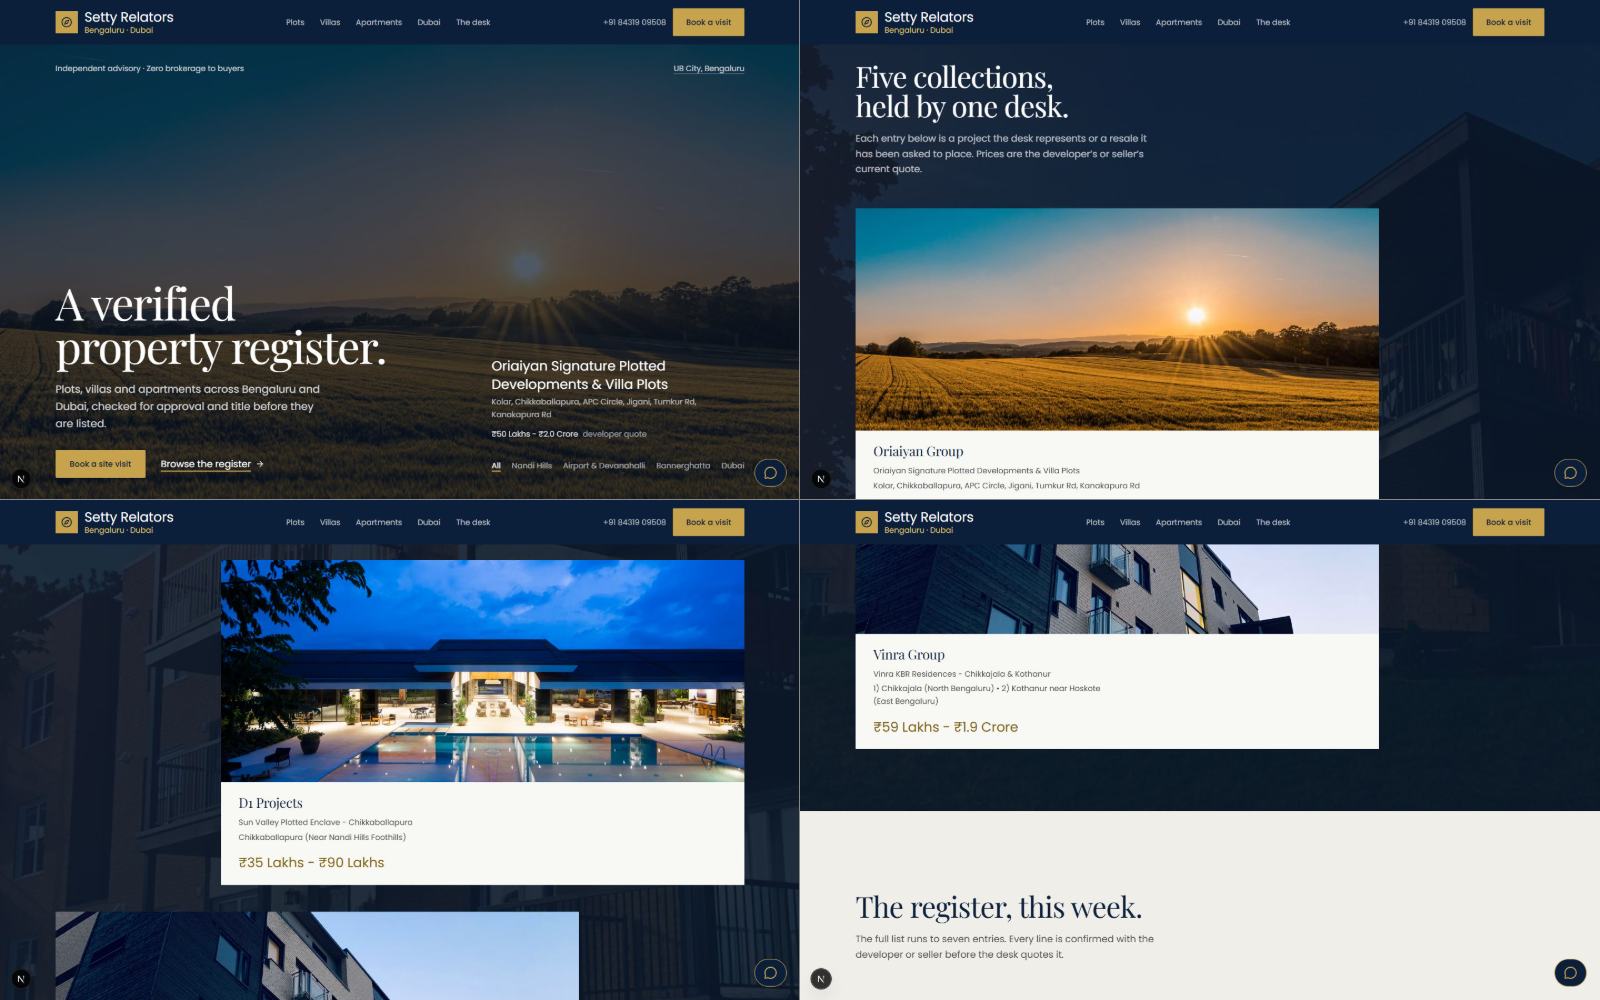 Setty Relators
Bengaluru · Dubai
Plots Villas Apartments Dubai The desk
+91 84319 09508
Book a visit
Independent advisory · Zero brokerage to buyers
UB City, Bengaluru
A verified
property register.
Plots, villas and apartments across Bengaluru and
Dubai, checked for approval and title before they
are listed.
Book a site visit
Browse the register →
Oriaiyan Signature Plotted
Developments & Villa Plots
Kolar, Chikkaballapura, APC Circle, Jigani, Tumkur Rd,
Kanakapura Rd
₹50 Lakhs - ₹2.0 Crore developer quote
All Nandi Hills Airport & Devanahalli Bannerghatta Dubai
N
Setty Relators
Bengaluru · Dubai
Plots Villas Apartments Dubai The desk
+91 84319 09508
Book a visit
Five collections,
held by one desk.
Each entry below is a project the desk represents or a resale it
has been asked to place. Prices are the developer's or seller's
current quote.
Oriaiyan Group
Oriaiyan Signature Plotted Developments & Villa Plots
Kolar, Chikkaballapura, APC Circle, Jigani, Tumkur Rd, Kanakapura Rd
N
Setty Relators
Bengaluru · Dubai
Plots Villas Apartments Dubai The desk
+91 84319 09508
Book a visit
D1 Projects
Sun Valley Plotted Enclave - Chikkaballapura
Chikkaballapura (Near Nandi Hills Foothills)
₹35 Lakhs - ₹90 Lakhs
N
Setty Relators
Bengaluru · Dubai
Plots Villas Apartments Dubai The desk
+91 84319 09508
Book a visit
Vinra Group
Vinra KBR Residences - Chikkajala & Kothanur
1) Chikkajala (North Bengaluru) • 2) Kothanur near Hoskote
(East Bengaluru)
₹59 Lakhs - ₹1.9 Crore
The register, this week.
The full list runs to seven entries. Every line is confirmed with the
developer or seller before the desk quotes it.
N